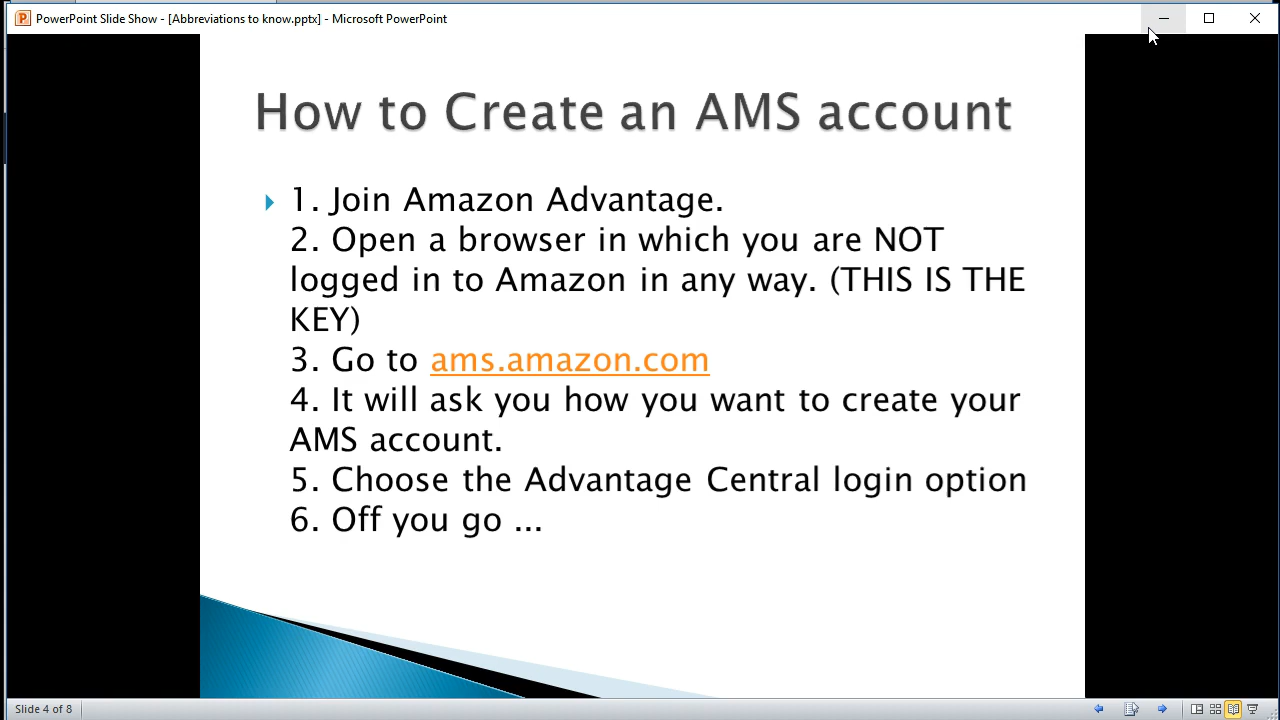 PowerPoint Slide Show - [Abbreviations to know.pptx] - Microsoft PowerPoint
How to Create an AMS account
1. Join Amazon Advantage.
2. Open a browser in which you are NOT
logged in to Amazon in any way. (THIS IS THE
KEY)
3. Go to ams.amazon.com
4. It will ask you how you want to create your
AMS account.
5. Choose the Advantage Central login option
6. Off you go ...
Slide 4 of 8